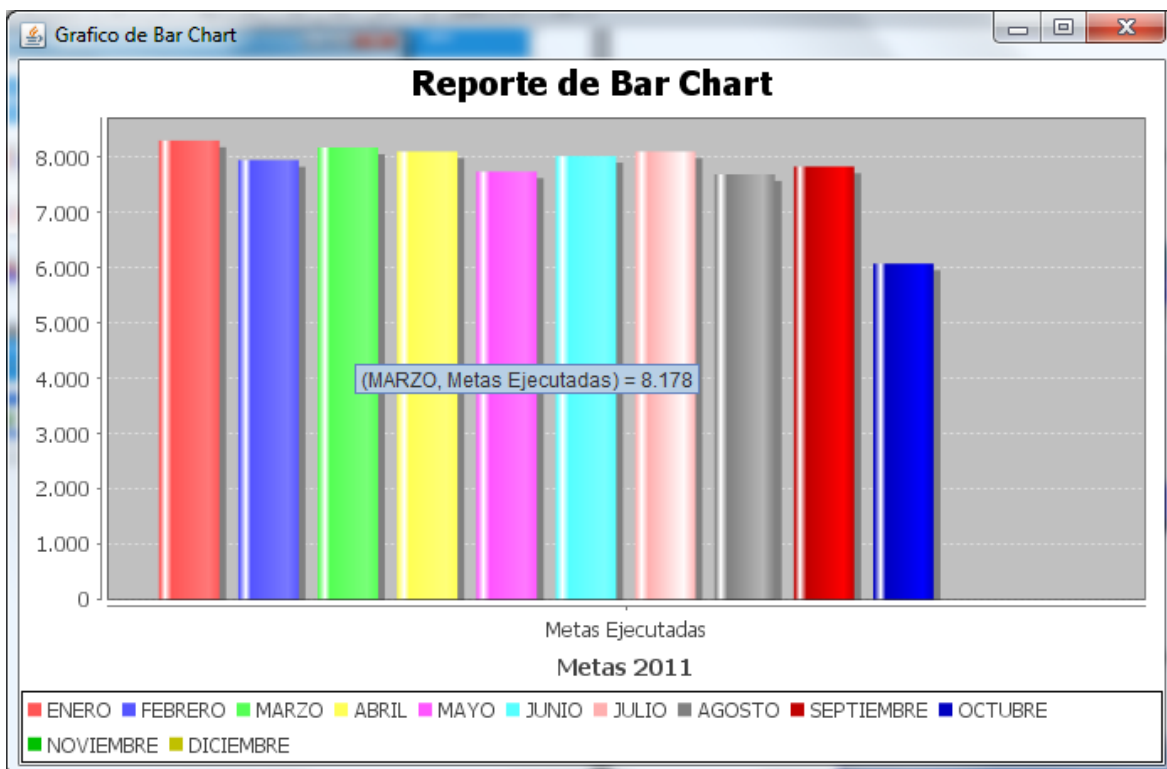 Grafico de Bar Chart
Reporte de Bar Chart
8.000
7.000
6.000
5.000
4.000
3.000
2.000
1.000
0
(MARZO, Metas Ejecutadas) = 8.178
Metas Ejecutadas
Metas 2011
ENERO FEBRERO MARZO ABRIL MAYO JUNIO JULIO AGOSTO SEPTIEMBRE OCTUBRE
NOVIEMBRE DICIEMBRE